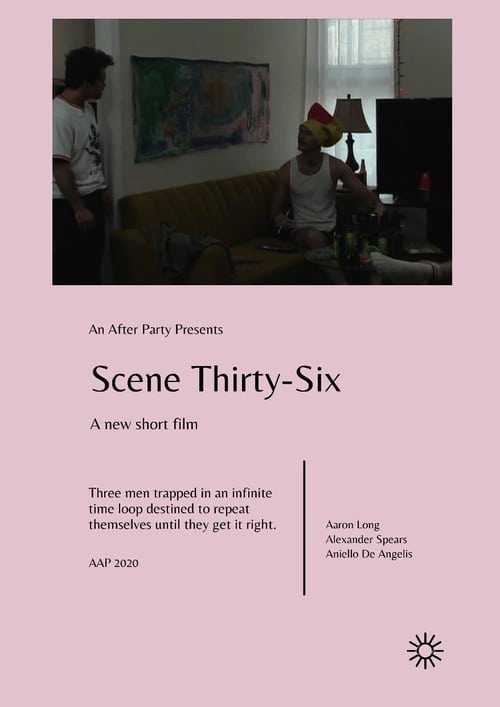 An After Party Presents
Scene Thirty-Six
A new short film
Three men trapped in an infinite
time loop destined to repeat
themselves until they get it right.
AAP 2020
Aaron Long
Alexander Spears
Aniello De Angelis